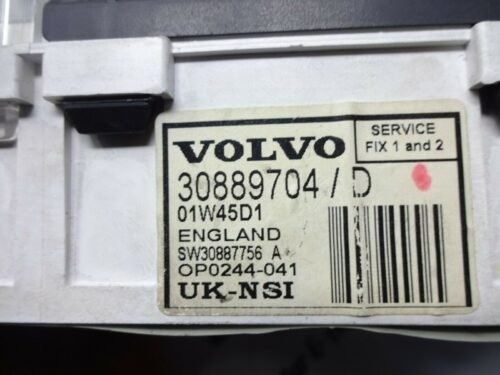 VOLVO
SERVICE
FIX 1 and 2
30889704 / D
01W45D1
ENGLAND
SW30887756 A
OP0244-041
UK-NSI